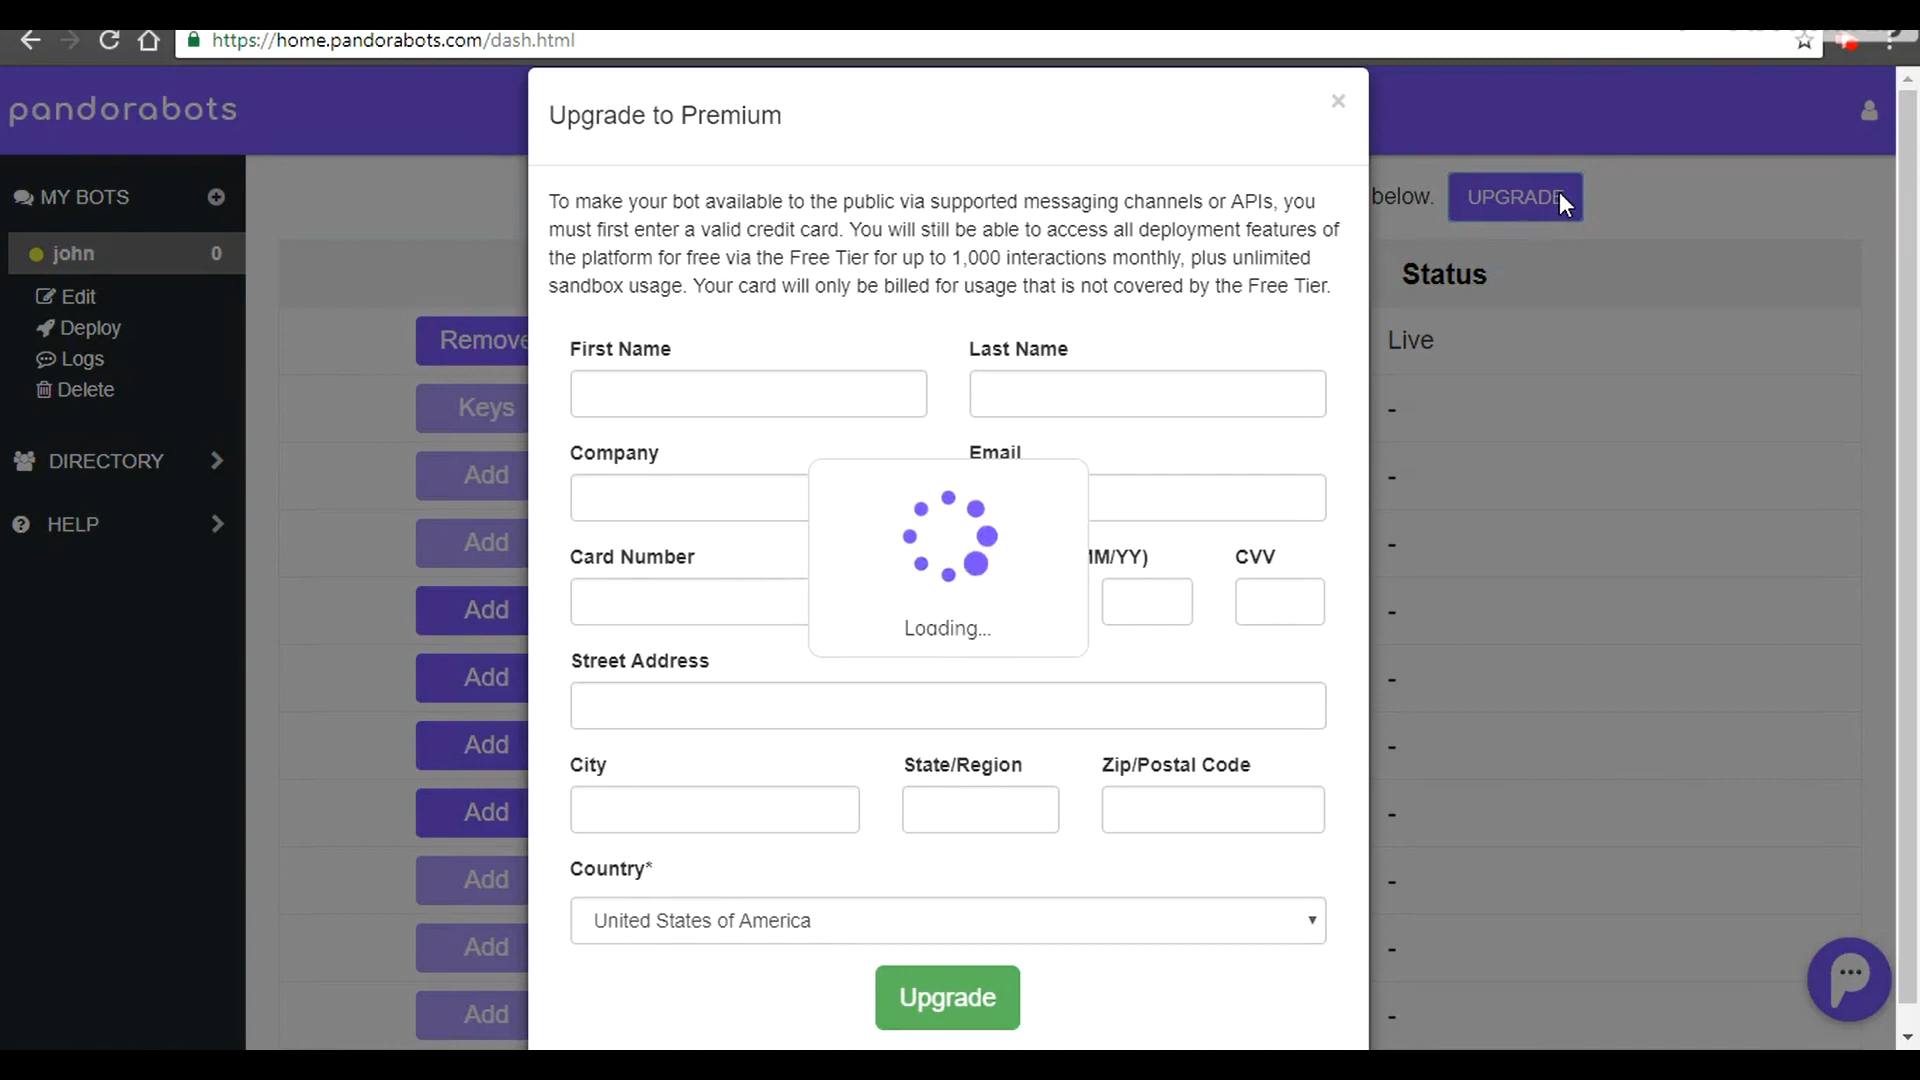 https://home.pandorabots.com/dash.html
pandorabots
MY BOTS
john 0
Edit
Deploy
Logs
Delete
DIRECTORY
HELP
Upgrade to Premium
×
To make your bot available to the public via supported messaging channels or APIs, you
must first enter a valid credit card. You will still be able to access all deployment features of
the platform for free via the Free Tier for up to 1,000 interactions monthly, plus unlimited
sandbox usage. Your card will only be billed for usage that is not covered by the Free Tier.
First Name Last Name
Company Email
Card Number MM/YY) CVV
Loading...
Street Address
City State/Region Zip/Postal Code
Country*
United States of America
Upgrade
below. UPGRADE
Status
Remove Live
Keys -
Add -
Add -
Add -
Add -
Add -
Add -
Add -
Add -
Add -